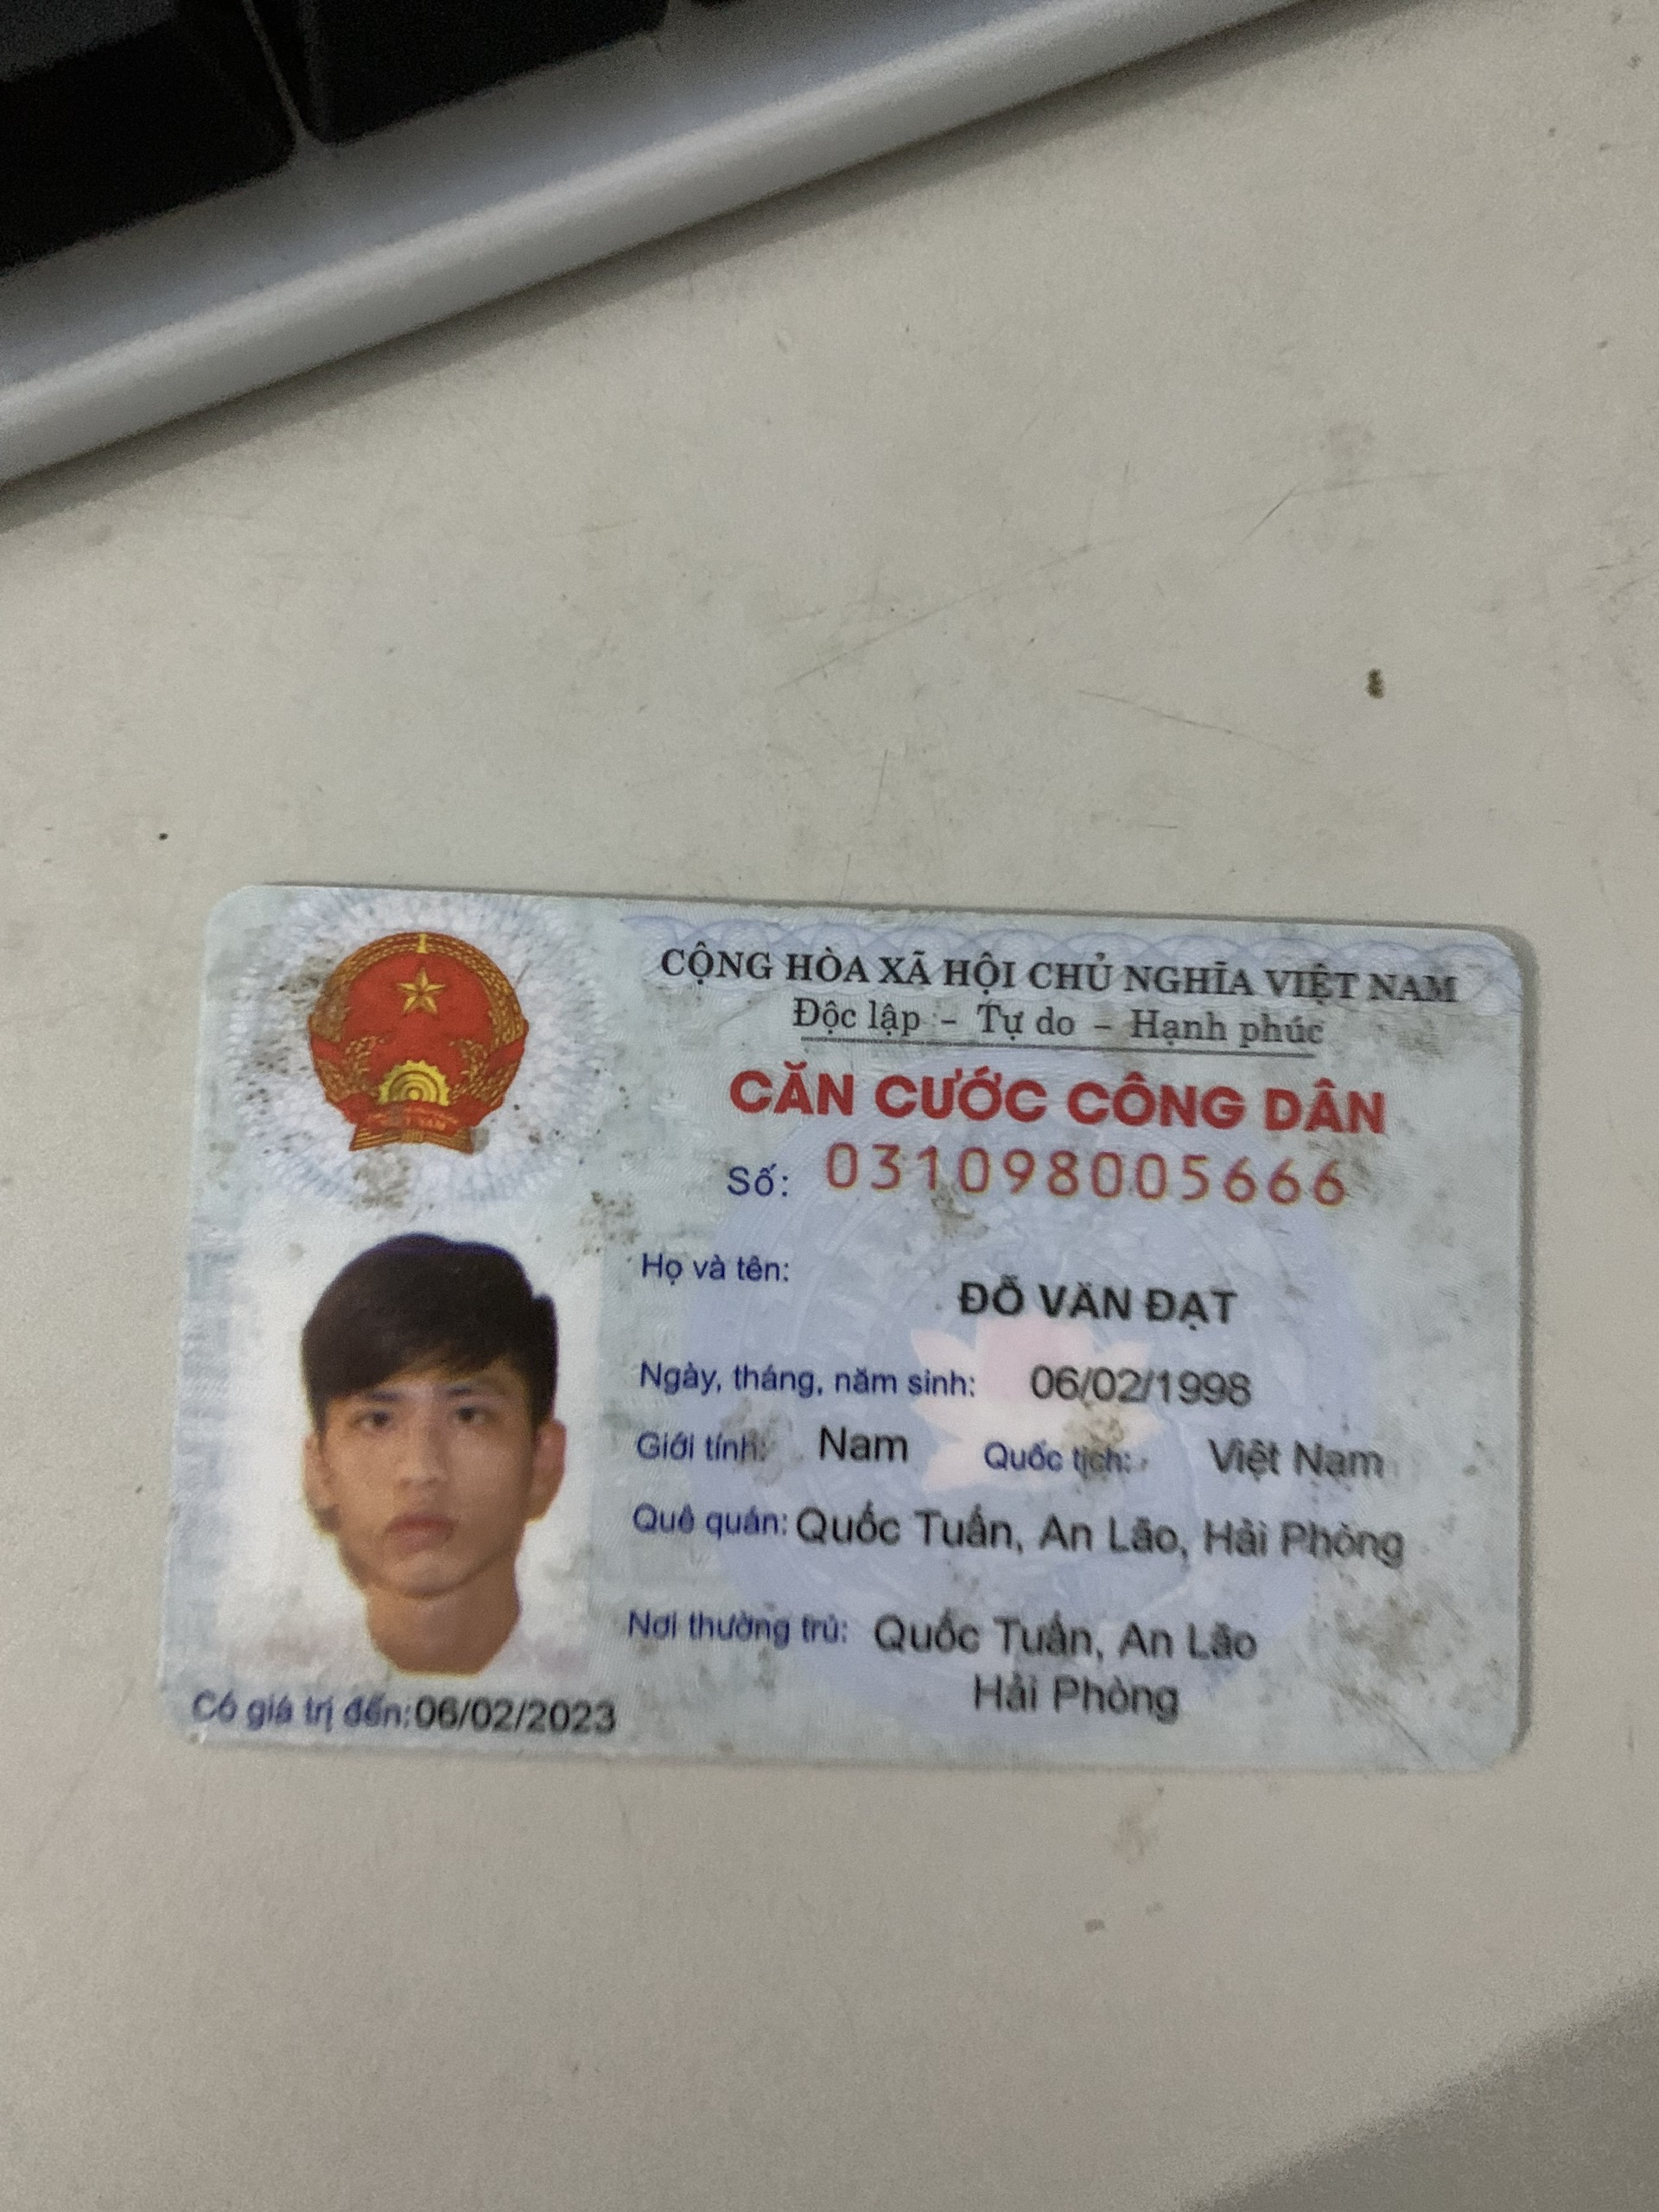 CỘNG HÒA XÃ HỘI CHỦ NGHĨA VIỆT NAM
Độc lập – Tự do – Hạnh phúc
CĂN CƯỚC CÔNG DÂN
Số: 031098005666
Họ và tên:
ĐỖ VĂN ĐẠT
Ngày, tháng, năm sinh: 06/02/1998
Giới tính: Nam Quốc tịch: Việt Nam
Quê quán: Quốc Tuấn, An Lão, Hải Phòng
Nơi thường trú: Quốc Tuấn, An Lão
Hải Phòng
Có giá trị đến: 06/02/2023